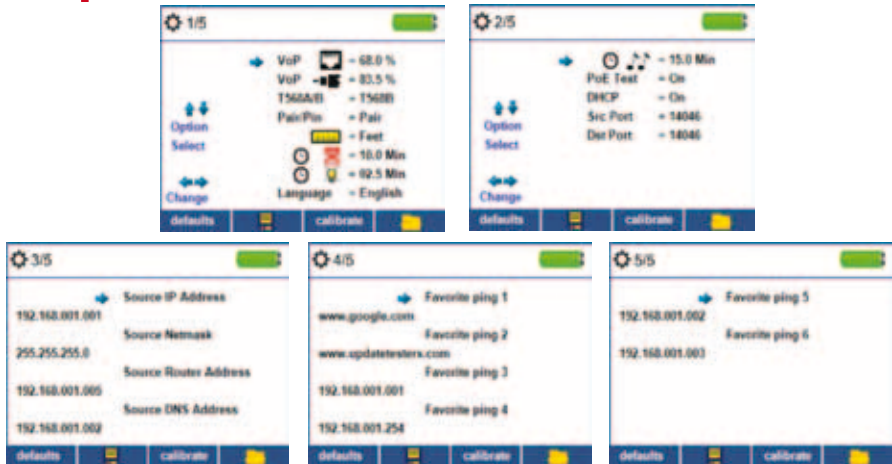 1/5
VoP = 68.0 %
VoP = 83.5 %
T568A/B = T568B
Pair/Pin = Pair
= Feet
= 10.0 Min
= 02.5 Min
Language = English
Option
Select
Change
defaults calibrate
2/5
= 15.0 Min
PoE Test = On
DHCP = On
Src Port = 14046
Dst Port = 14046
Option
Select
Change
defaults calibrate
3/5
Source IP Address
192.168.001.001
Source Netmask
255.255.255.0
Source Router Address
192.168.001.005
Source DNS Address
192.168.001.002
defaults calibrate
4/5
Favorite ping 1
www.google.com
Favorite ping 2
www.updatetesters.com
Favorite ping 3
192.168.001.001
Favorite ping 4
192.168.001.254
defaults calibrate
5/5
Favorite ping 5
192.168.001.002
Favorite ping 6
192.168.001.003
defaults calibrate